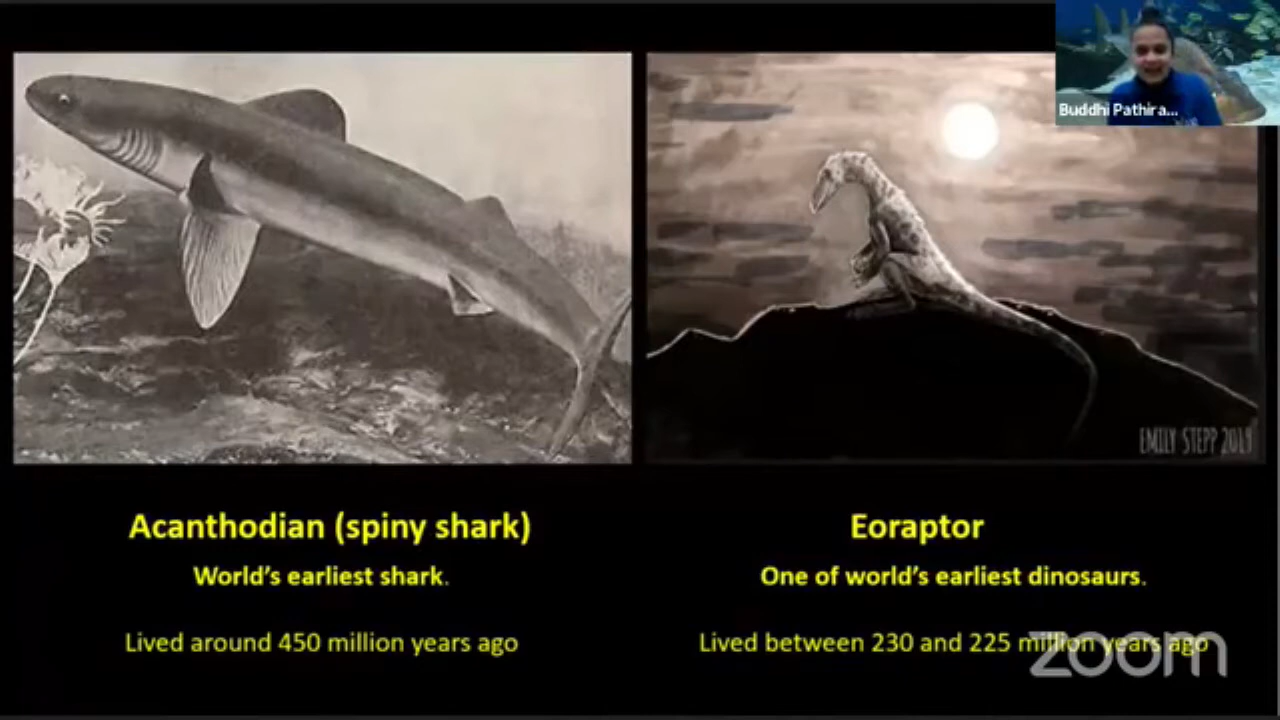 Buddhi Pathira...
EMILY STEPP 2019
Acanthodian (spiny shark)
World's earliest shark.
Lived around 450 million years ago
Eoraptor
One of world's earliest dinosaurs.
Lived between 230 and 225 million years ago
zoom